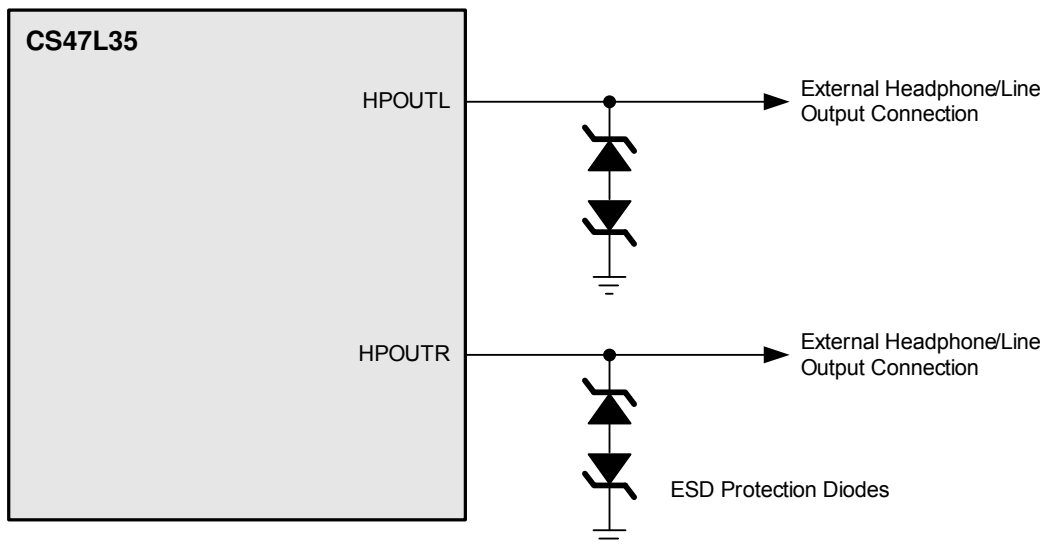 CS47L35
HPOUTL
External Headphone/Line
Output Connection
HPOUTR
External Headphone/Line
Output Connection
ESD Protection Diodes